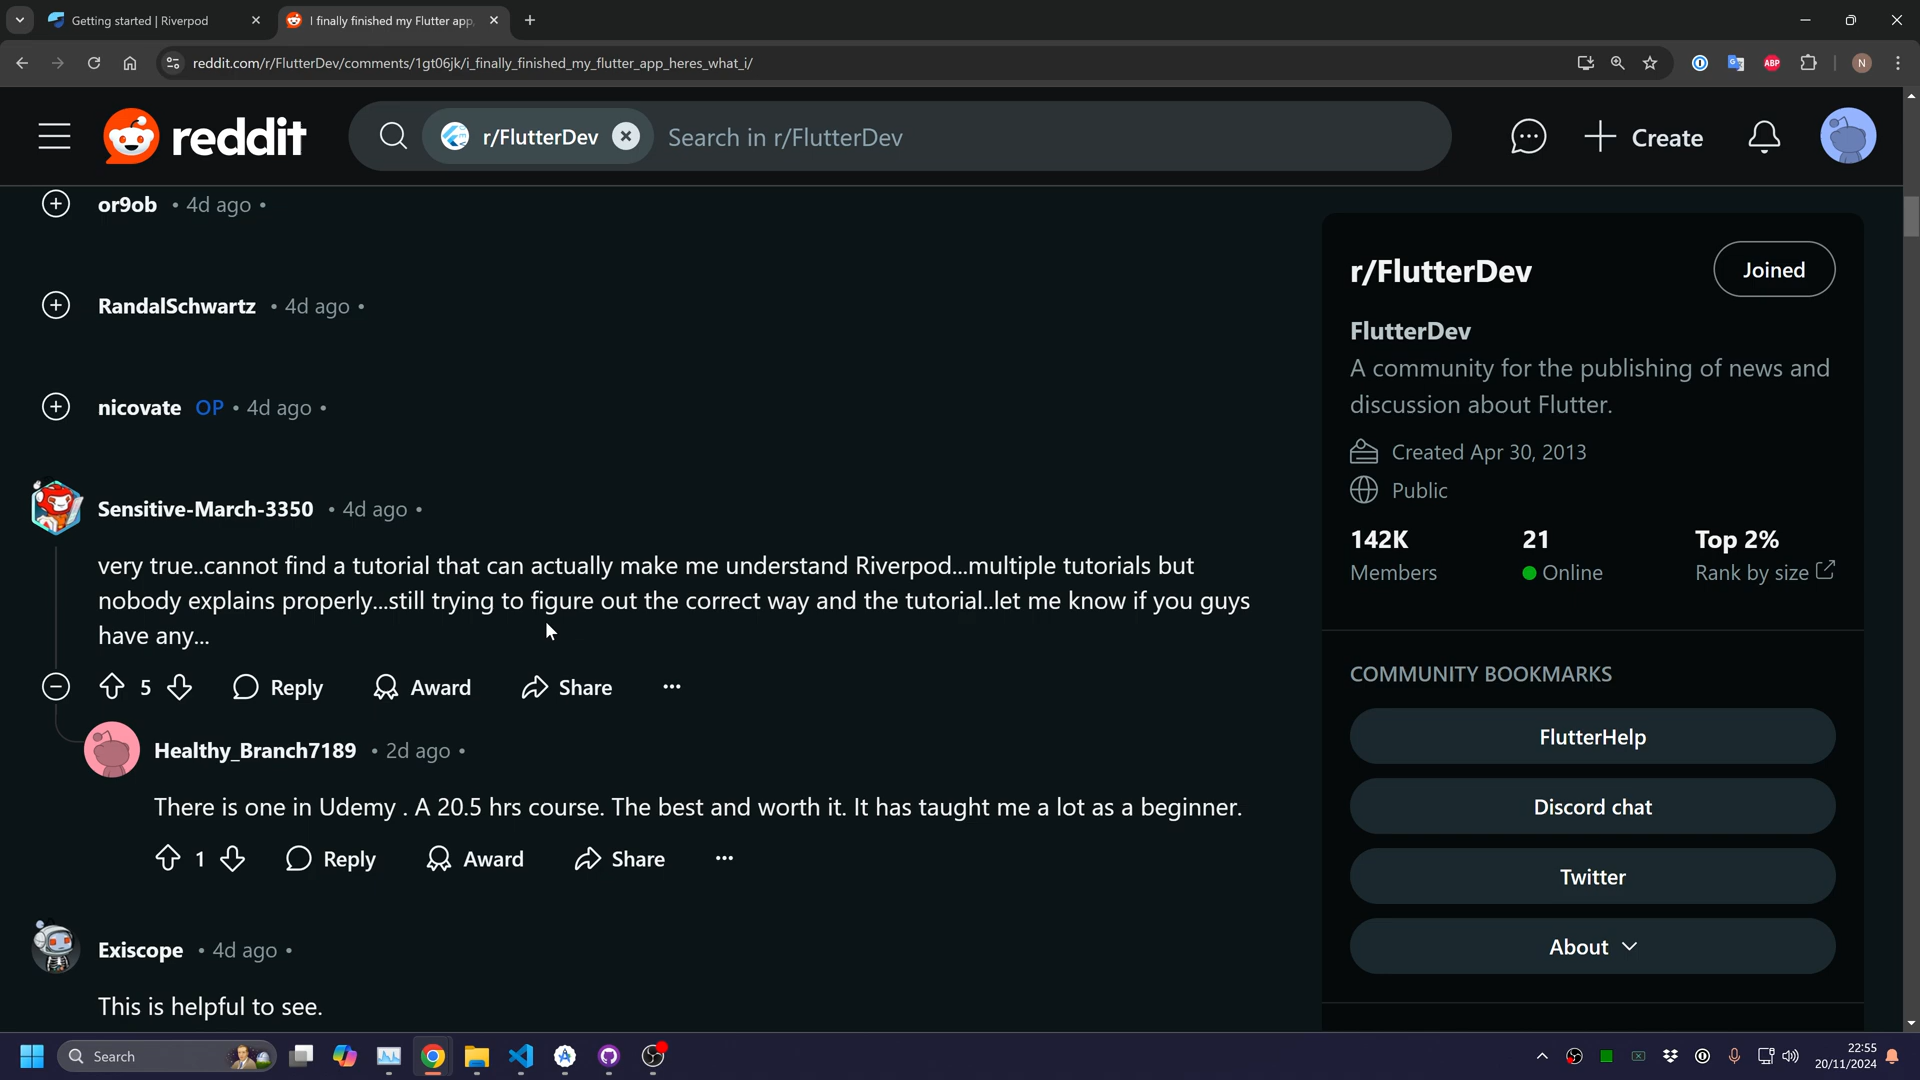 Getting started | Riverpod
I finally finished my Flutter app,
reddit.com/r/FlutterDev/comments/1gt06jk/i_finally_finished_my_flutter_app_heres_what_i/
ABP
N
reddit
r/FlutterDev
Search in r/FlutterDev
Create
or9ob • 4d ago •
RandalSchwartz • 4d ago •
nicovate OP • 4d ago •
Sensitive-March-3350 • 4d ago •
very true..cannot find a tutorial that can actually make me understand Riverpod...multiple tutorials but
nobody explains properly...still trying to figure out the correct way and the tutorial..let me know if you guys
have any...
5 Reply Award Share
Healthy_Branch7189 • 2d ago •
There is one in Udemy . A 20.5 hrs course. The best and worth it. It has taught me a lot as a beginner.
1 Reply Award Share
Exiscope • 4d ago •
This is helpful to see.
r/FlutterDev
Joined
FlutterDev
A community for the publishing of news and
discussion about Flutter.
Created Apr 30, 2013
Public
142K 21 Top 2%
Members Online Rank by size
COMMUNITY BOOKMARKS
FlutterHelp
Discord chat
Twitter
About
Search
22:55
20/11/2024